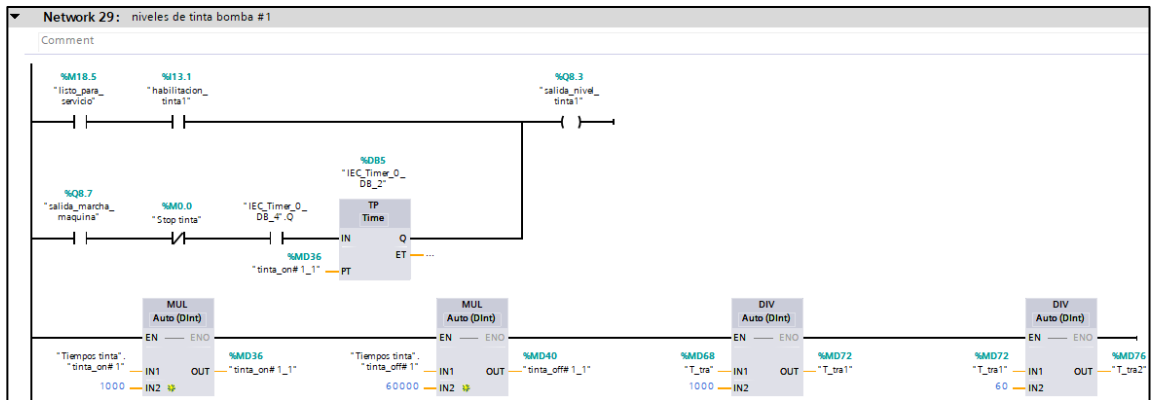 Network 29: niveles de tinta bomba #1
Comment
%M18.5
"listo_para_
servicio"
%I13.1
"habilitacion_
tinta1"
%Q8.3
"salida_nivel_
tinta1"
%Q8.7
"salida_marcha_
maquina"
%M0.0
"Stop tinta"
"IEC_Timer_0_
DB_4".Q
%DB5
"IEC_Timer_0_
DB_2"
TP
Time
IN
Q
ET
...
%MD36
"tinta_on#1_1"
PT
MUL
Auto (DInt)
EN
ENO
"Tiempos tinta".
"tinta_on#1"
IN1
OUT
%MD36
"tinta_on#1_1"
1000
IN2
MUL
Auto (DInt)
EN
ENO
"Tiempos tinta".
"tinta_off#1"
IN1
OUT
%MD40
"tinta_off#1_1"
60000
IN2
DIV
Auto (DInt)
EN
ENO
%MD68
"T_tra"
IN1
OUT
%MD72
"T_tra1"
1000
IN2
DIV
Auto (DInt)
EN
ENO
%MD72
"T_tra1"
IN1
OUT
%MD76
"T_tra2"
60
IN2